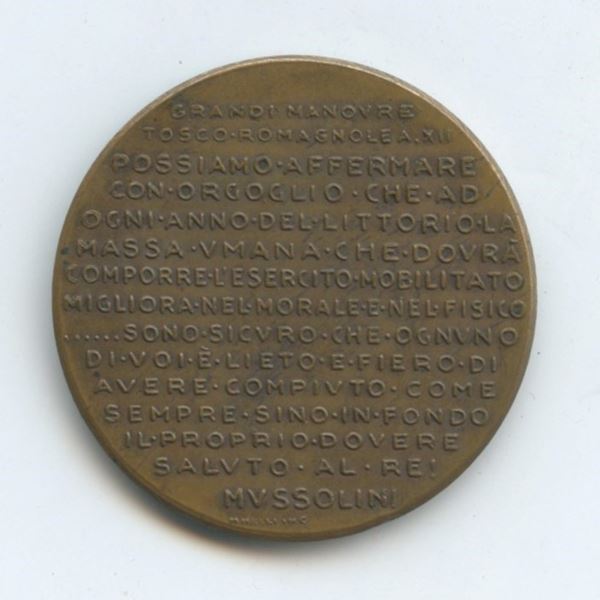 GRANDI MANOVRE
TOSCO·ROMAGNOLE A.XII
POSSIAMO·AFFERMARE
CON·ORGOGLIO·CHE·AD
OGNI·ANNO·DEL·LITTORIO·LA
MASSA·VMANA·CHE·DOVRÀ
COMPORRE·L'ESERCITO·MOBILITATO
MIGLIORA·NEL·MORALE·E·NEL·FISICO
......SONO·SICVRO·CHE·OGNVNO
DI·VOI·È·LIETO·E·FIERO·DI
AVERE·COMPIVTO·COME
SEMPRE·SINO·IN·FONDO
IL·PROPRIO·DOVERE
SALVTO·AL·RE!
MVSSOLINI